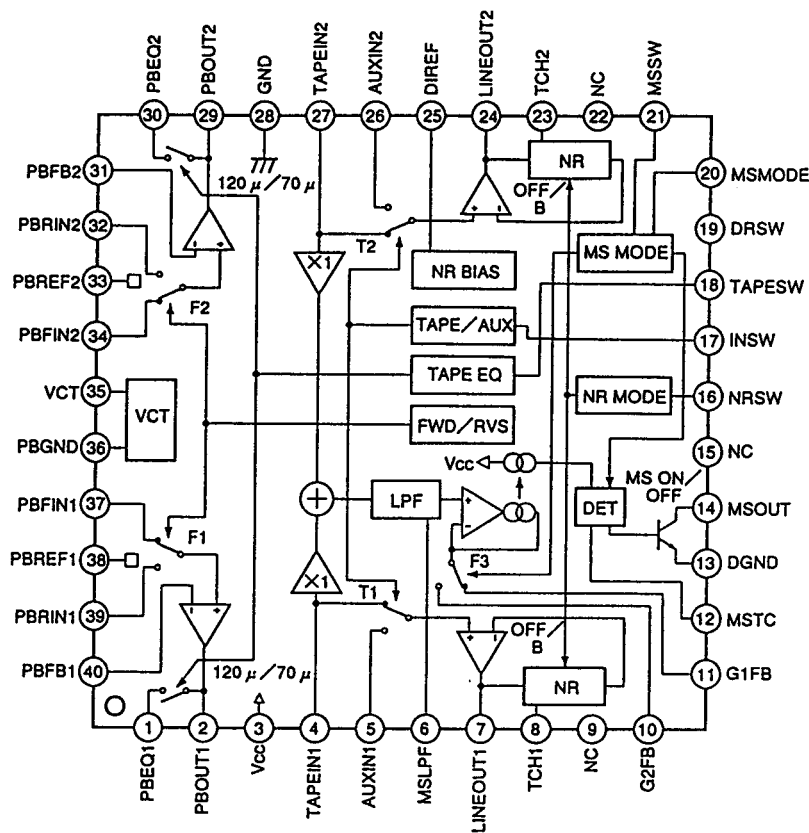 PBEQ2
PBOUT2
GND
TAPEIN2
AUXIN2
DIREF
LINEOUT2
TCH2
NC
MSSW
30
29
28
27
26
25
24
23
22
21
PBFB2
31
120 μ/70 μ
NR
OFF/B
20
MSMODE
PBRIN2
32
19
DRSW
PBREF2
33
F2
×1
T2
NR BIAS
MS MODE
18
TAPESW
PBFIN2
34
TAPE/AUX
17
INSW
VCT
35
VCT
TAPE EQ
NR MODE
16
NRSW
PBGND
36
FWD/RVS
15
NC
PBFIN1
37
Vcc
MS ON/OFF
+
LPF
+
−
DET
14
MSOUT
PBREF1
38
F1
×1
F3
13
DGND
PBRIN1
39
T1
12
MSTC
PBFB1
40
120 μ/70 μ
OFF/B
NR
11
G1FB
1
2
3
4
5
6
7
8
9
10
PBEQ1
PBOUT1
Vcc
TAPEIN1
AUXIN1
MSLPF
LINEOUT1
TCH1
NC
G2FB